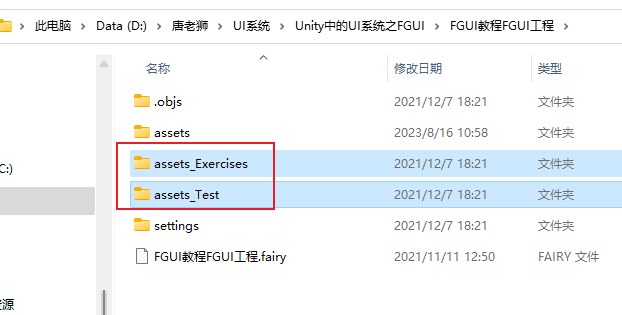 此电脑 > Data (D:) > 唐老狮 > UI系统 > Unity中的UI系统之FGUI > FGUI教程FGUI工程 >
名称 修改日期 类型
.objs 2021/12/7 18:21 文件夹
assets 2023/8/16 10:58 文件夹
assets_Exercises 2021/12/7 18:21 文件夹
C:)
assets_Test 2021/12/7 18:21 文件夹
settings 2021/12/7 18:21 文件夹
FGUI教程FGUI工程.fairy 2021/11/11 12:50 FAIRY 文件
资源